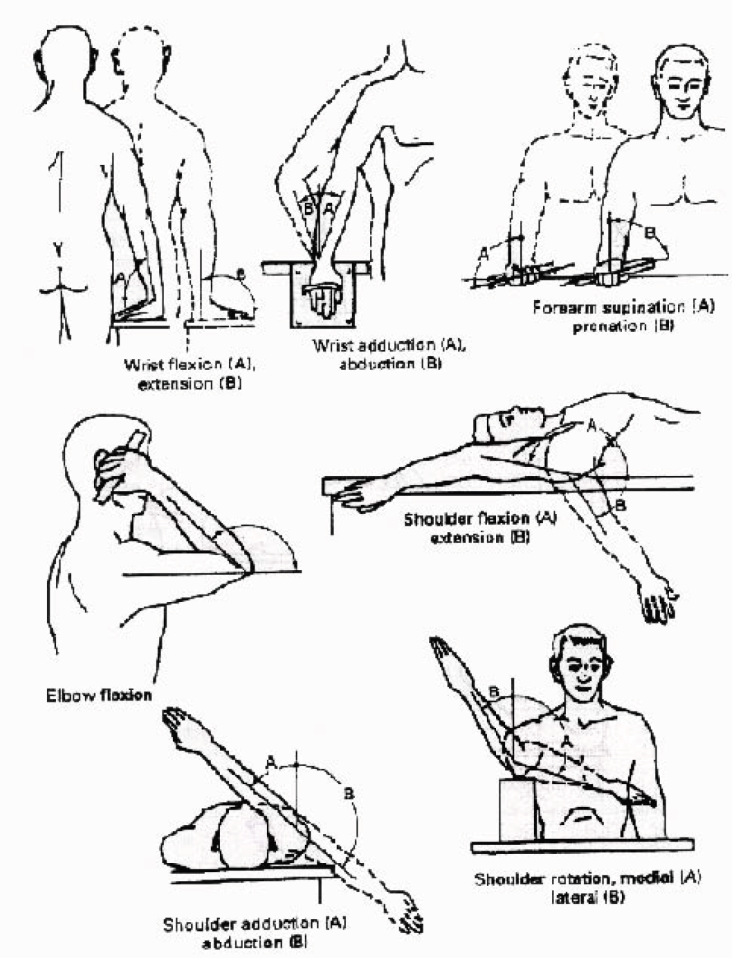 A
B
B
A
A
B
Wrist flexion (A),
extension (B)
Wrist adduction (A),
abduction (B)
Forearm supination (A)
pronation (B)
Elbow flexion
A
B
Shoulder flexion (A)
extension (B)
A
B
Shoulder adduction (A)
abduction (B)
B
A
Shoulder rotation, medial (A)
lateral (B)